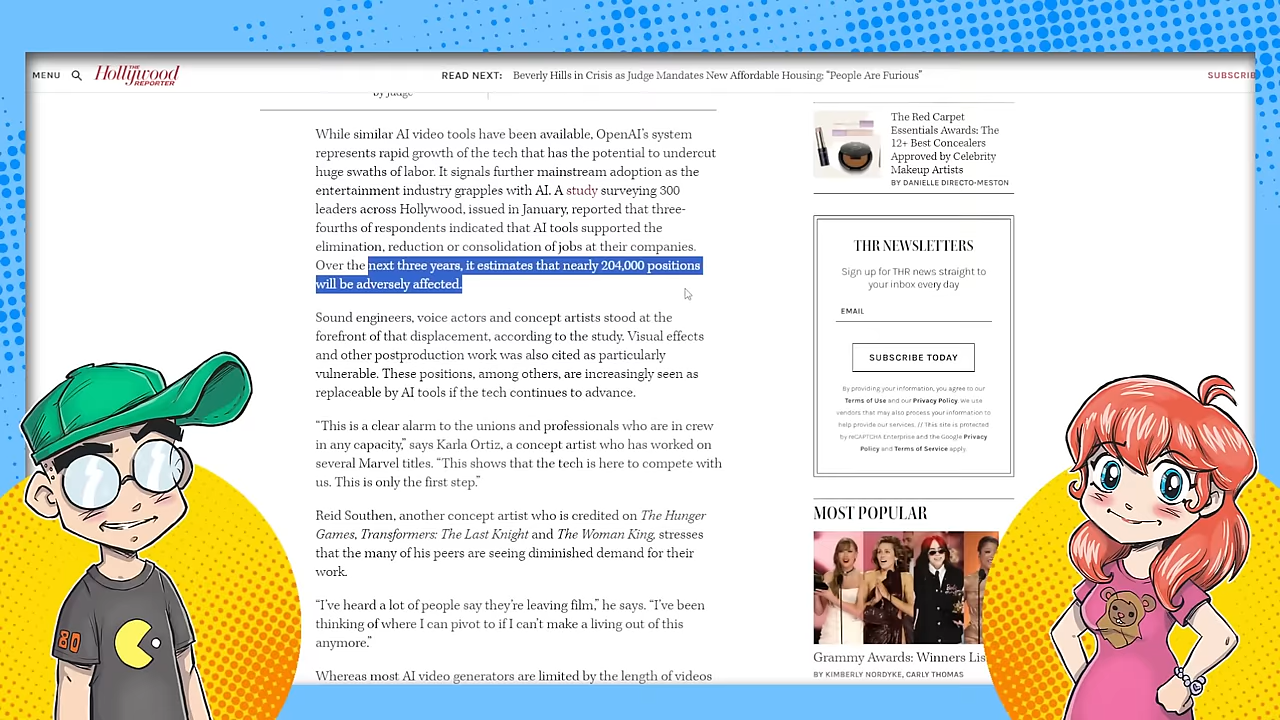 MENU
THE
Hollywood
REPORTER
READ NEXT: Beverly Hills in Crisis as Judge Mandates New Affordable Housing: “People Are Furious”
SUBSCRIBE
by Judge
While similar AI video tools have been available, OpenAI’s system
represents rapid growth of the tech that has the potential to undercut
huge swaths of labor. It signals further mainstream adoption as the
entertainment industry grapples with AI. A study surveying 300
leaders across Hollywood, issued in January, reported that three-
fourths of respondents indicated that AI tools supported the
elimination, reduction or consolidation of jobs at their companies.
Over the next three years, it estimates that nearly 204,000 positions
will be adversely affected.
Sound engineers, voice actors and concept artists stood at the
forefront of that displacement, according to the study. Visual effects
and other postproduction work was also cited as particularly
vulnerable. These positions, among others, are increasingly seen as
replaceable by AI tools if the tech continues to advance.
“This is a clear alarm to the unions and professionals who are in crew
in any capacity,” says Karla Ortiz, a concept artist who has worked on
several Marvel titles. “This shows that the tech is here to compete with
us. This is only the first step.”
Reid Southen, another concept artist who is credited on The Hunger
Games, Transformers: The Last Knight and The Woman King, stresses
that the many of his peers are seeing diminished demand for their
work.
“I’ve heard a lot of people say they’re leaving film,” he says. “I’ve been
thinking of where I can pivot to if I can’t make a living out of this
anymore.”
Whereas most AI video generators are limited by the length of videos
The Red Carpet
Essentials Awards: The
12+ Best Concealers
Approved by Celebrity
Makeup Artists
BY DANIELLE DIRECTO-MESTON
THR NEWSLETTERS
Sign up for THR news straight to
your inbox every day
EMAIL
SUBSCRIBE TODAY
By providing your information, you agree to our
Terms of Use and our Privacy Policy. We use
vendors that may also process your information to
help provide our services. // This site is protected
by reCAPTCHA Enterprise and the Google Privacy
Policy and Terms of Service apply.
MOST POPULAR
Grammy Awards: Winners Lis
BY KIMBERLY NORDYKE, CARLY THOMAS
80